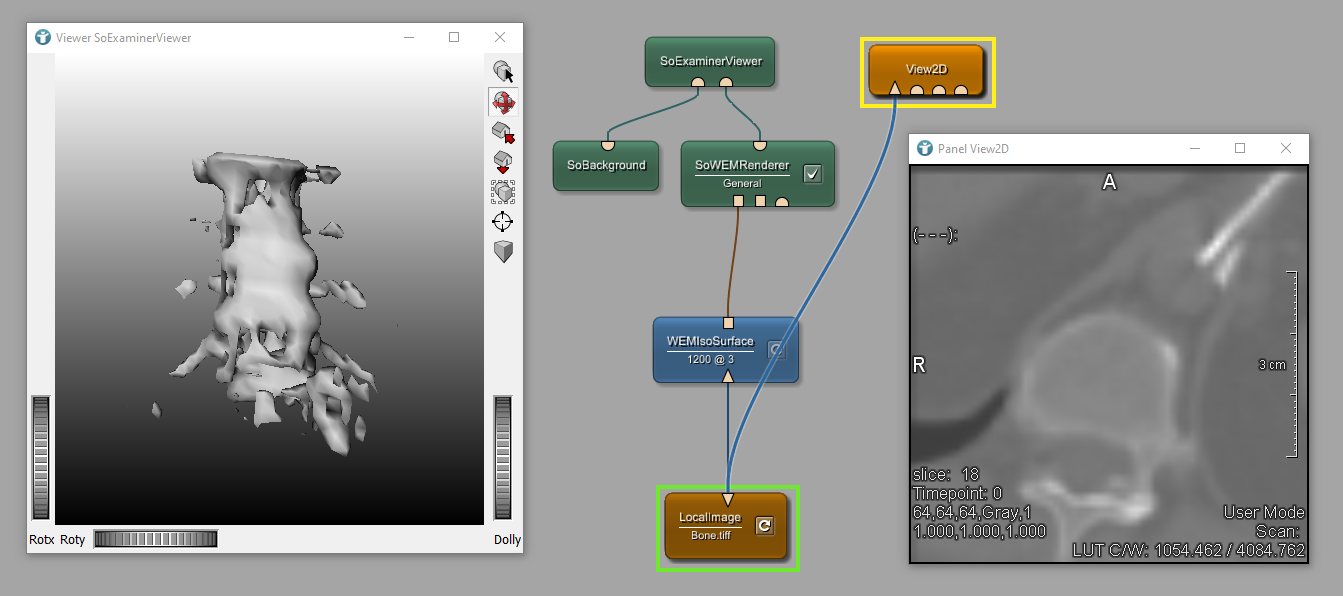 Viewer SoExaminerViewer
Rotx Roty
Dolly
SoExaminerViewer
View2D
SoBackground
SoWEMRenderer
General
WEMIsoSurface
1200 @ 3
LocalImage
Bone.tiff
Panel View2D
A
(---):
R
3 cm
slice: 18
Timepoint: 0
64,64,64,Gray,1
1.000,1.000,1.000
User Mode
Scan:
LUT C/W: 1054.462 / 4084.762